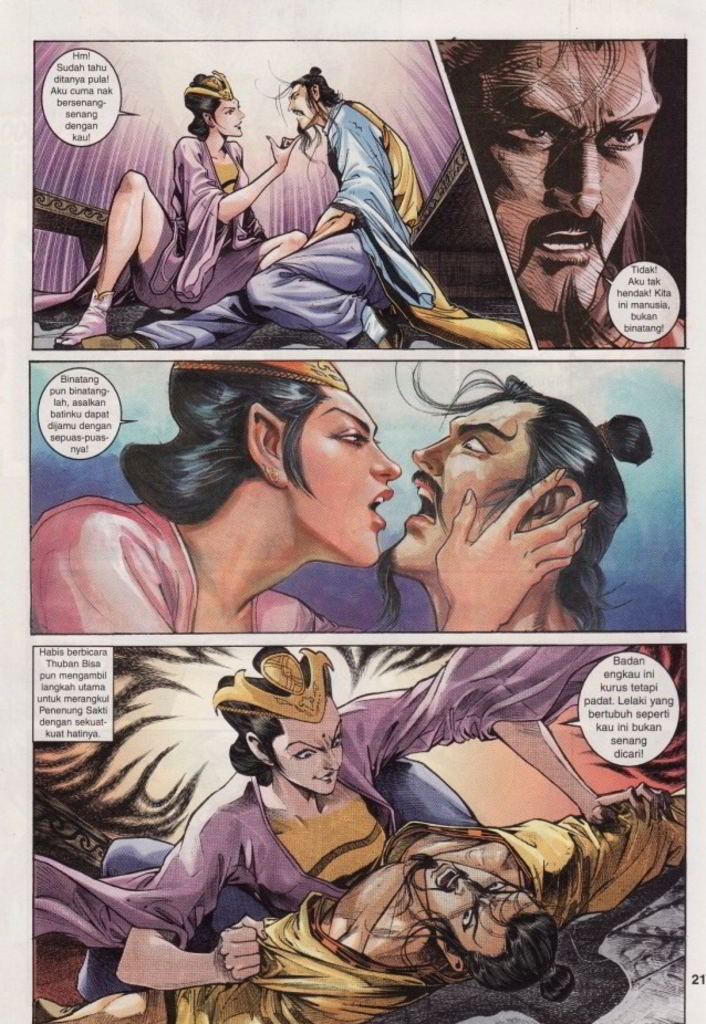 Hm!
Sudah tahu
ditanya pula!
Aku cuma nak
bersenang-
senang
dengan
kau!
Tidak!
Aku tak
hendak! Kita
ini manusia,
bukan
binatang!
Binatang
pun binatang-
lah, asalkan
batinku dapat
dijamu dengan
sepuas-puas-
nya!
Habis berbicara
Thuban Bisa
pun mengambil
langkah utama
untuk merangkul
Penenung Sakti
dengan sekuat-
kuat hatinya.
Badan
engkau ini
kurus tetapi
padat. Lelaki yang
bertubuh seperti
kau ini bukan
senang
dicari!
21